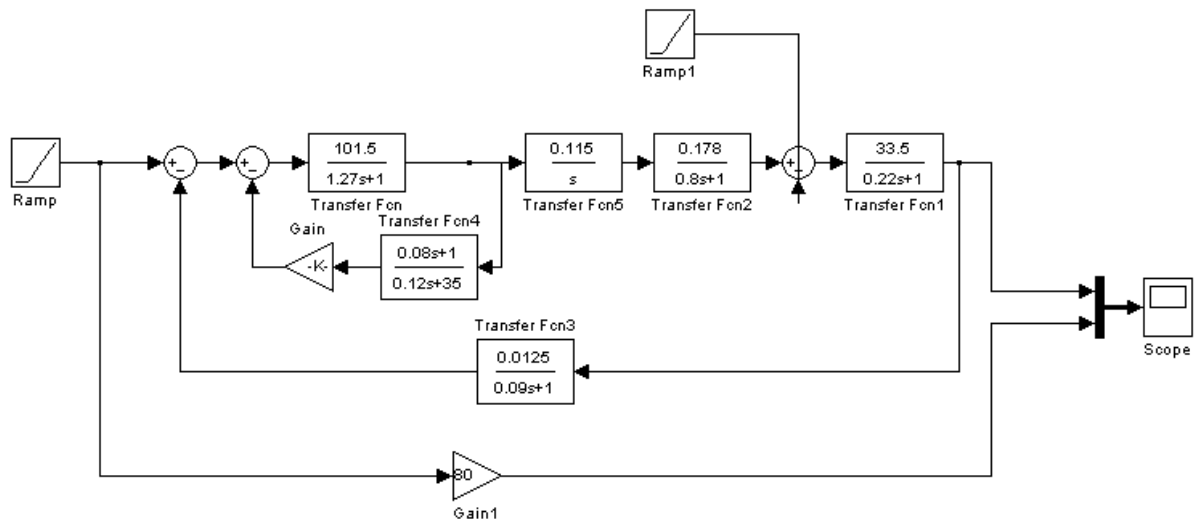 Ramp1
Ramp
+
−
+
−
101.5
1.27s+1
Transfer Fcn
0.115
s
Transfer Fcn5
0.178
0.8s+1
Transfer Fcn2
+
33.5
0.22s+1
Transfer Fcn1
Gain
-K-
Transfer Fcn4
0.08s+1
0.12s+35
Transfer Fcn3
0.0125
0.09s+1
Scope
80
Gain1